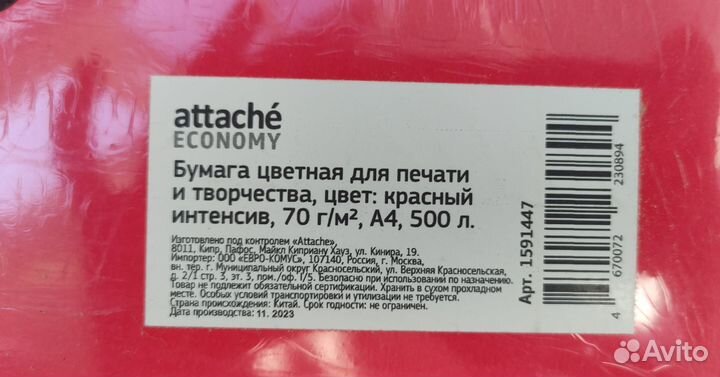 attaché
ECONOMY
Бумага цветная для печати
и творчества, цвет: красный
интенсив, 70 г/м², А4, 500 л.
Изготовлено под контролем «Attache»,
8011, Кипр, Пафос, Майкл Киприану Хауз, ул. Кинира, 19.
Импортер: ООО «ЕВРО-КОМУС», 107140, Россия, г. Москва,
вн. тер. г. Муниципальный округ Красносельский, ул. Верхняя Красносельская,
д. 2/1 стр. 3, эт. 3, пом./оф. I/5. Безопасно при использовании по назначению.
Товар не подлежит обязательной сертификации. Хранить в сухом прохладном
месте. Особых условий транспортировки и утилизации не требуется.
Страна происхождения: Китай. Срок годности: не ограничен.
Дата производства: 11. 2023
Арт. 1591447
4 670072 230894
Avito